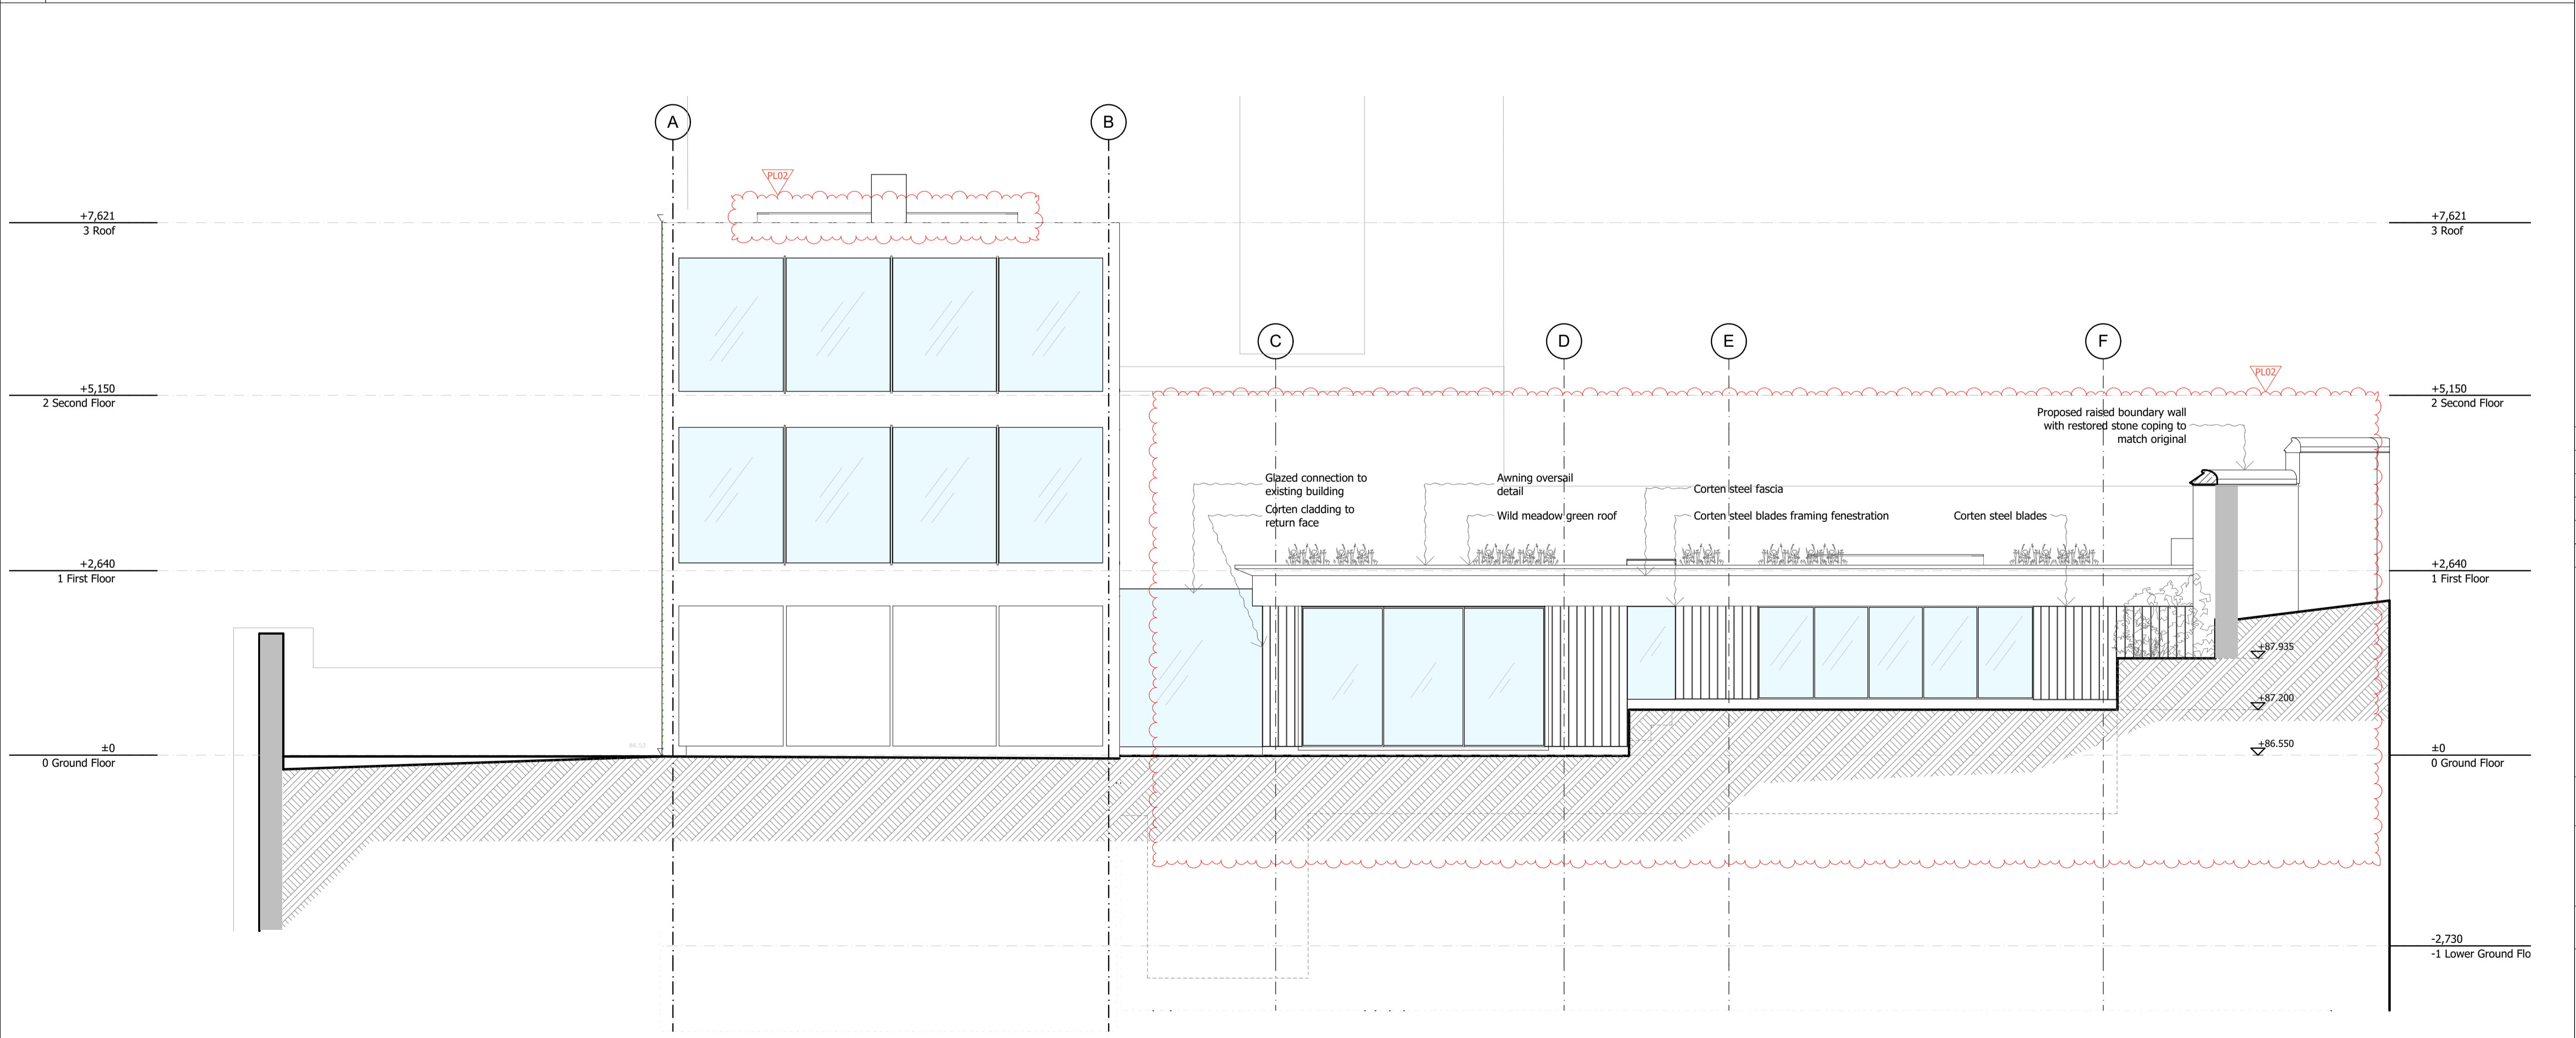 A
B
PL02
+7,621
3 Roof
+7,621
3 Roof
C
D
E
F
PL02
+5,150
2 Second Floor
+5,150
2 Second Floor
Proposed raised boundary wall
with restored stone coping to
match original
Glazed connection to
existing building
Corten cladding to
return face
Awning oversail
detail
Wild meadow green roof
Corten steel fascia
Corten steel blades framing fenestration
Corten steel blades
+2,640
1 First Floor
+2,640
1 First Floor
+87.935
+87.200
+86.550
86.53
±0
0 Ground Floor
±0
0 Ground Floor
-2,730
-1 Lower Ground Flo